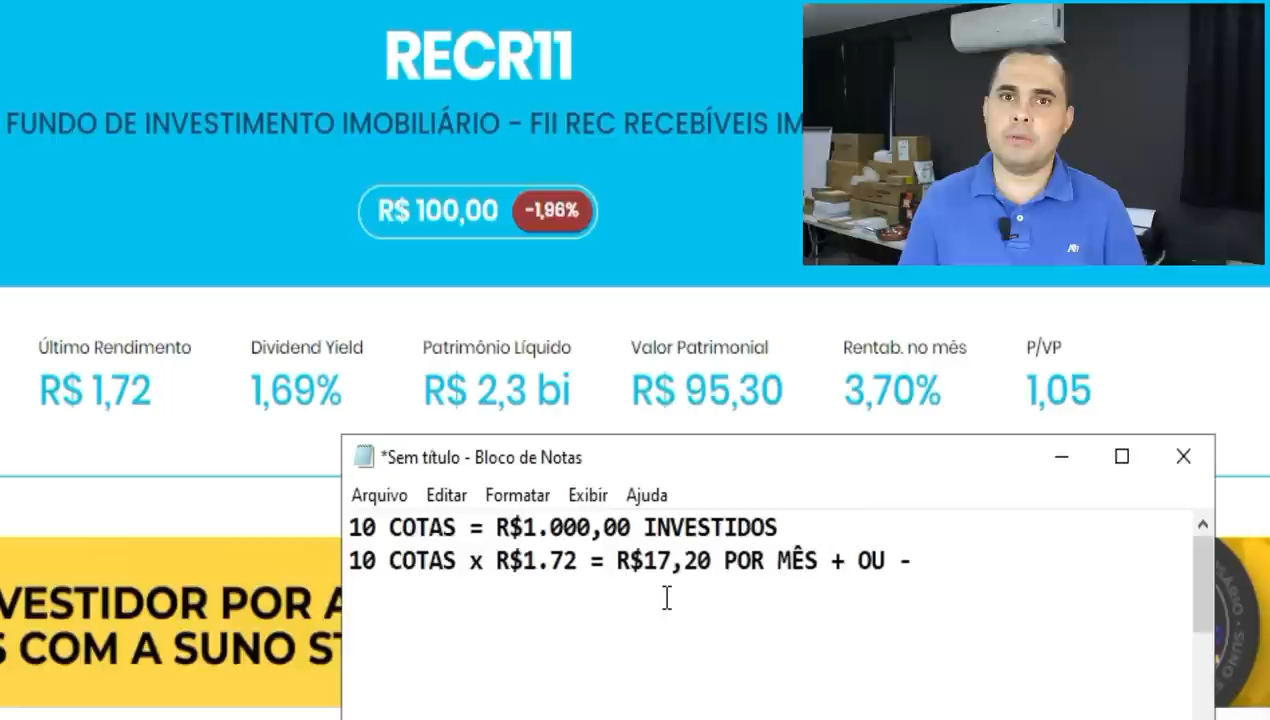 RECR11
FUNDO DE INVESTIMENTO IMOBILIÁRIO - FII REC RECEBÍVEIS IM
R$ 100,00 -1,96%
Último Rendimento Dividend Yield Patrimônio Líquido Valor Patrimonial Rentab. no mês P/VP
R$ 1,72 1,69% R$ 2,3 bi R$ 95,30 3,70% 1,05
*Sem título - Bloco de Notas
Arquivo Editar Formatar Exibir Ajuda
10 COTAS = R$1.000,00 INVESTIDOS
10 COTAS x R$1.72 = R$17,20 POR MÊS + OU -
VESTIDOR POR A
S COM A SUNO ST